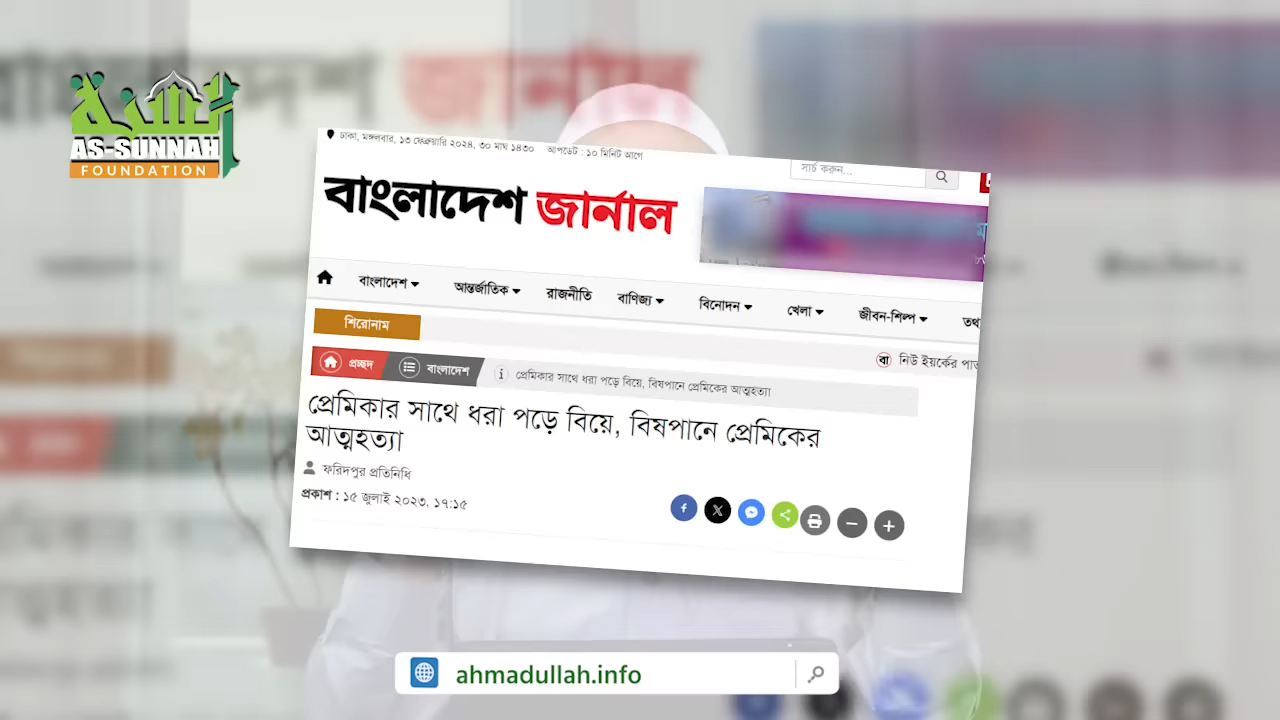 AS-SUNNAH
FOUNDATION
ঢাকা, মঙ্গলবার, ১৩ ফেব্রুয়ারি ২০২৪, ৩০ মাঘ ১৪৩০ আপডেট : ১০ মিনিট আগে
সার্চ করুন...
বাংলাদেশ জার্নাল
বাংলাদেশ আন্তর্জাতিক রাজনীতি বাণিজ্য বিনোদন খেলা জীবন-শিল্প
শিরোনাম
বা নিউ ইয়র্কের
প্রচ্ছদ বাংলাদেশ প্রেমিকার সাথে ধরা পড়ে বিয়ে, বিষপানে প্রেমিকের আত্মহত্যা
প্রেমিকার সাথে ধরা পড়ে বিয়ে, বিষপানে প্রেমিকের
আত্মহত্যা
ফরিদপুর প্রতিনিধি
প্রকাশ : ১৫ জুলাই ২০২৩, ১৭:১৫
ahmadullah.info